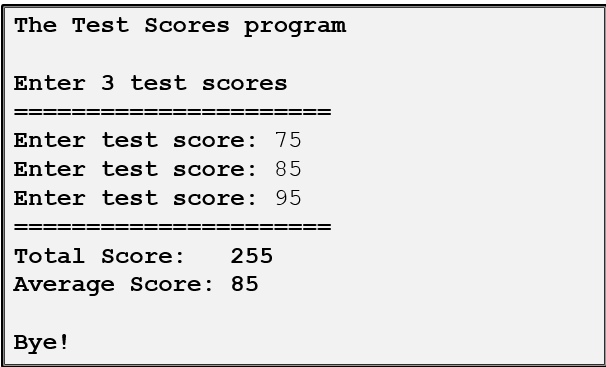 The Test Scores program
Enter 3 test scores
======================
Enter test score: 75
Enter test score: 85
Enter test score: 95
======================
Total Score:   255
Average Score: 85
Bye!